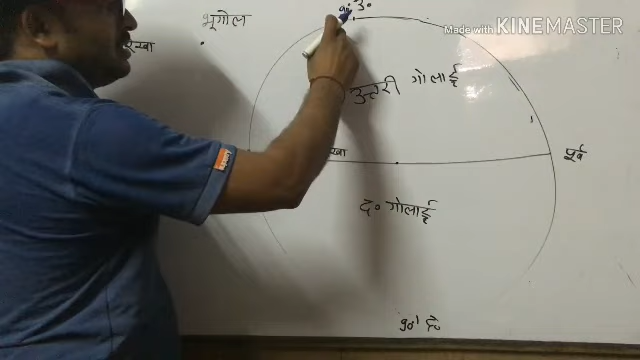 90° उ०
Made with KINEMASTER
भूगोल
रेखा
उत्तरी गोलार्द्ध
रेखा
पूर्व
द० गोलार्द्ध
90° द०